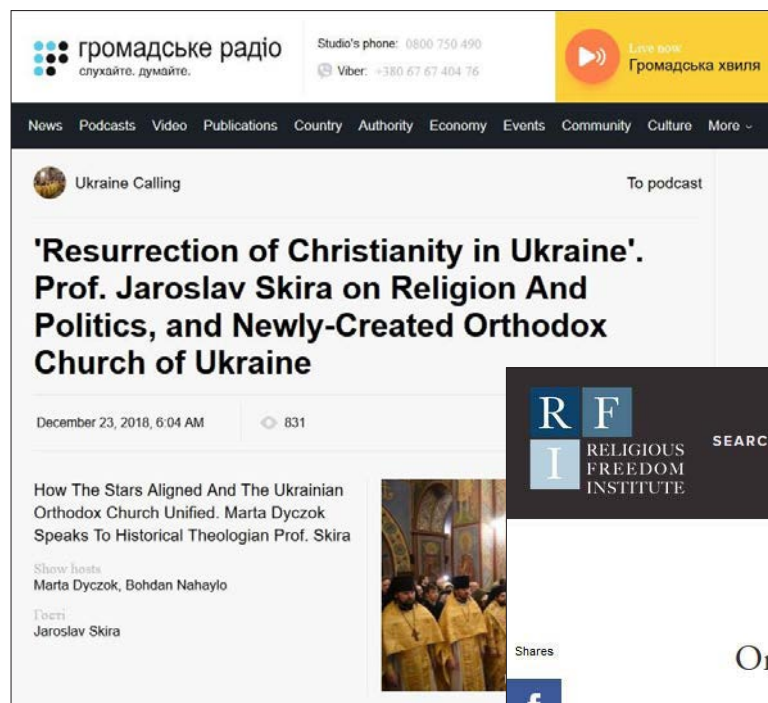 громадське радіо
слухайте. думайте.
Studio's phone: 0800 750 490
Viber: +380 67 67 404 76
Live now
Громадська хвиля
News Podcasts Video Publications Country Authority Economy Events Community Culture More
Ukraine Calling
To podcast
'Resurrection of Christianity in Ukraine'.
Prof. Jaroslav Skira on Religion And
Politics, and Newly-Created Orthodox
Church of Ukraine
December 23, 2018, 6:04 AM
831
How The Stars Aligned And The Ukrainian
Orthodox Church Unified. Marta Dyczok
Speaks To Historical Theologian Prof. Skira
Show hosts
Marta Dyczok, Bohdan Nahaylo
Гості
Jaroslav Skira
R F
I
RELIGIOUS
FREEDOM
INSTITUTE
SEARC
Shares
f